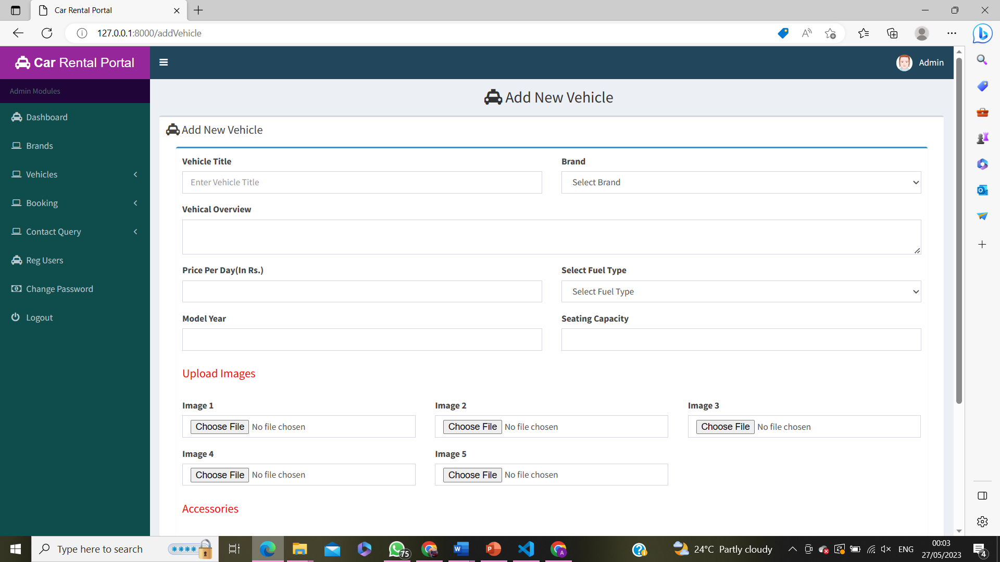 Car Rental Portal
127.0.0.1:8000/addVehicle
Car Rental Portal
Admin
Admin Modules
Dashboard
Brands
Vehicles
Booking
Contact Query
Reg Users
Change Password
Logout
Add New Vehicle
Add New Vehicle
Vehicle Title
Brand
Enter Vehicle Title
Select Brand
Vehical Overview
Price Per Day(In Rs.)
Select Fuel Type
Select Fuel Type
Model Year
Seating Capacity
Upload Images
Image 1
Image 2
Image 3
Choose File No file chosen
Choose File No file chosen
Choose File No file chosen
Image 4
Image 5
Choose File No file chosen
Choose File No file chosen
Accessories
Type here to search
75
24°C Partly cloudy
ENG
00:03
27/05/2023
4